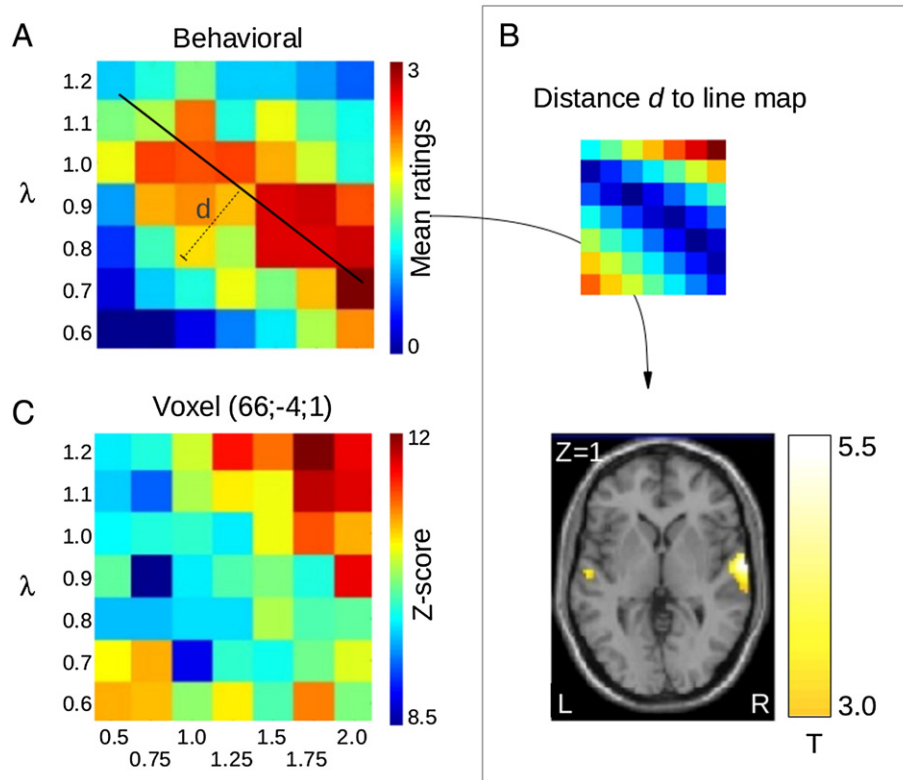 A
Behavioral
1.2
1.1
1.0
0.9
0.8
0.7
0.6
λ
d
3
0
Mean ratings
B
Distance d to line map
Z=1
L
R
5.5
3.0
T
C
Voxel (66;-4;1)
1.2
1.1
1.0
0.9
0.8
0.7
0.6
λ
12
8.5
Z-score
0.5 1.0 1.5 2.0
0.75 1.25 1.75